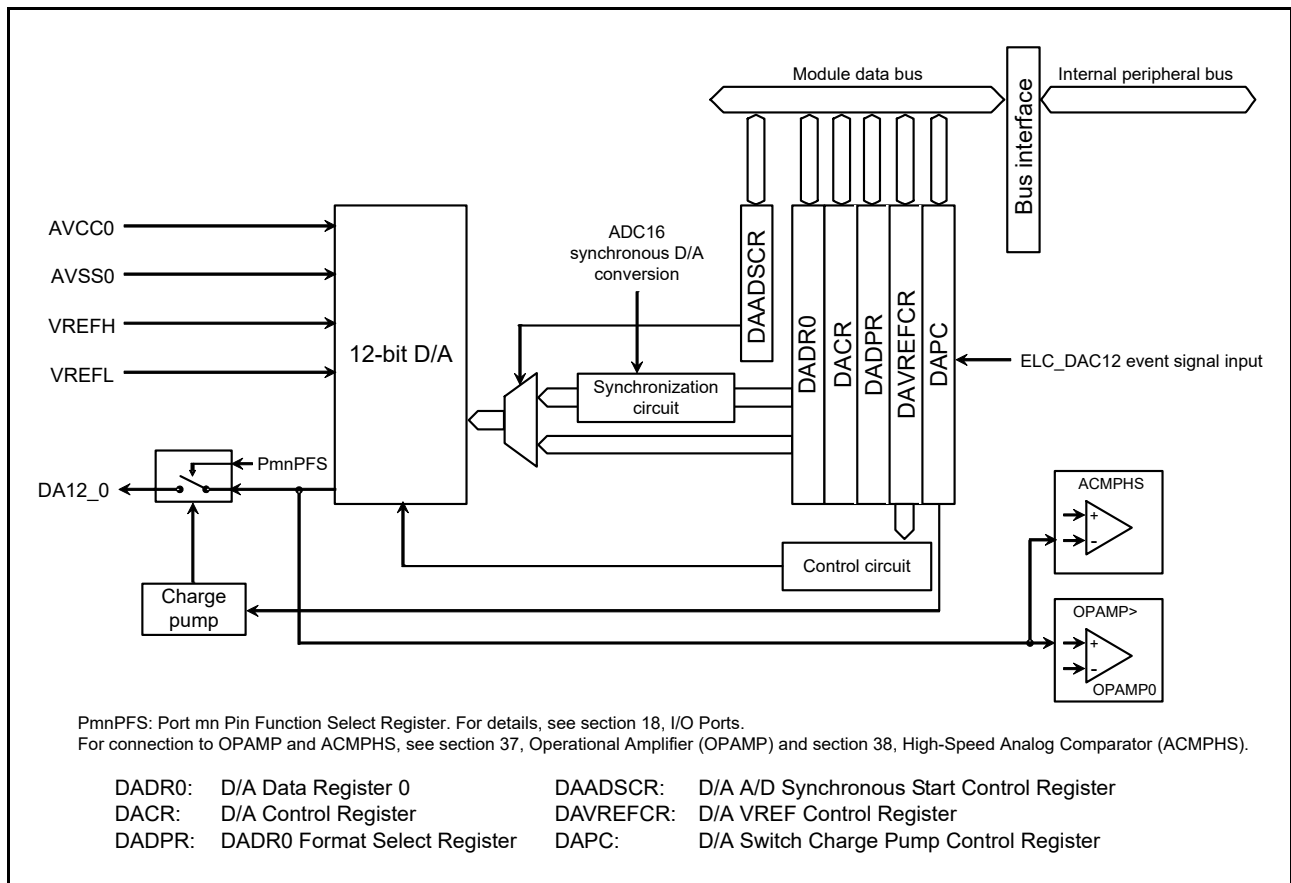 Module data bus
Internal peripheral bus
Bus interface
AVCC0
AVSS0
VREFH
VREFL
12-bit D/A
ADC16
synchronous D/A
conversion
DAADSCR
DADR0
DACR
DADPR
DAVREFCR
DAPC
ELC_DAC12 event signal input
Synchronization
circuit
PmnPFS
DA12_0
Charge
pump
Control circuit
ACMPHS
+
-
OPAMP>
+
-
OPAMP0
PmnPFS: Port mn Pin Function Select Register. For details, see section 18, I/O Ports.
For connection to OPAMP and ACMPHS, see section 37, Operational Amplifier (OPAMP) and section 38, High-Speed Analog Comparator (ACMPHS).
DADR0: D/A Data Register 0
DAADSCR: D/A A/D Synchronous Start Control Register
DACR: D/A Control Register
DAVREFCR: D/A VREF Control Register
DADPR: DADR0 Format Select Register
DAPC: D/A Switch Charge Pump Control Register